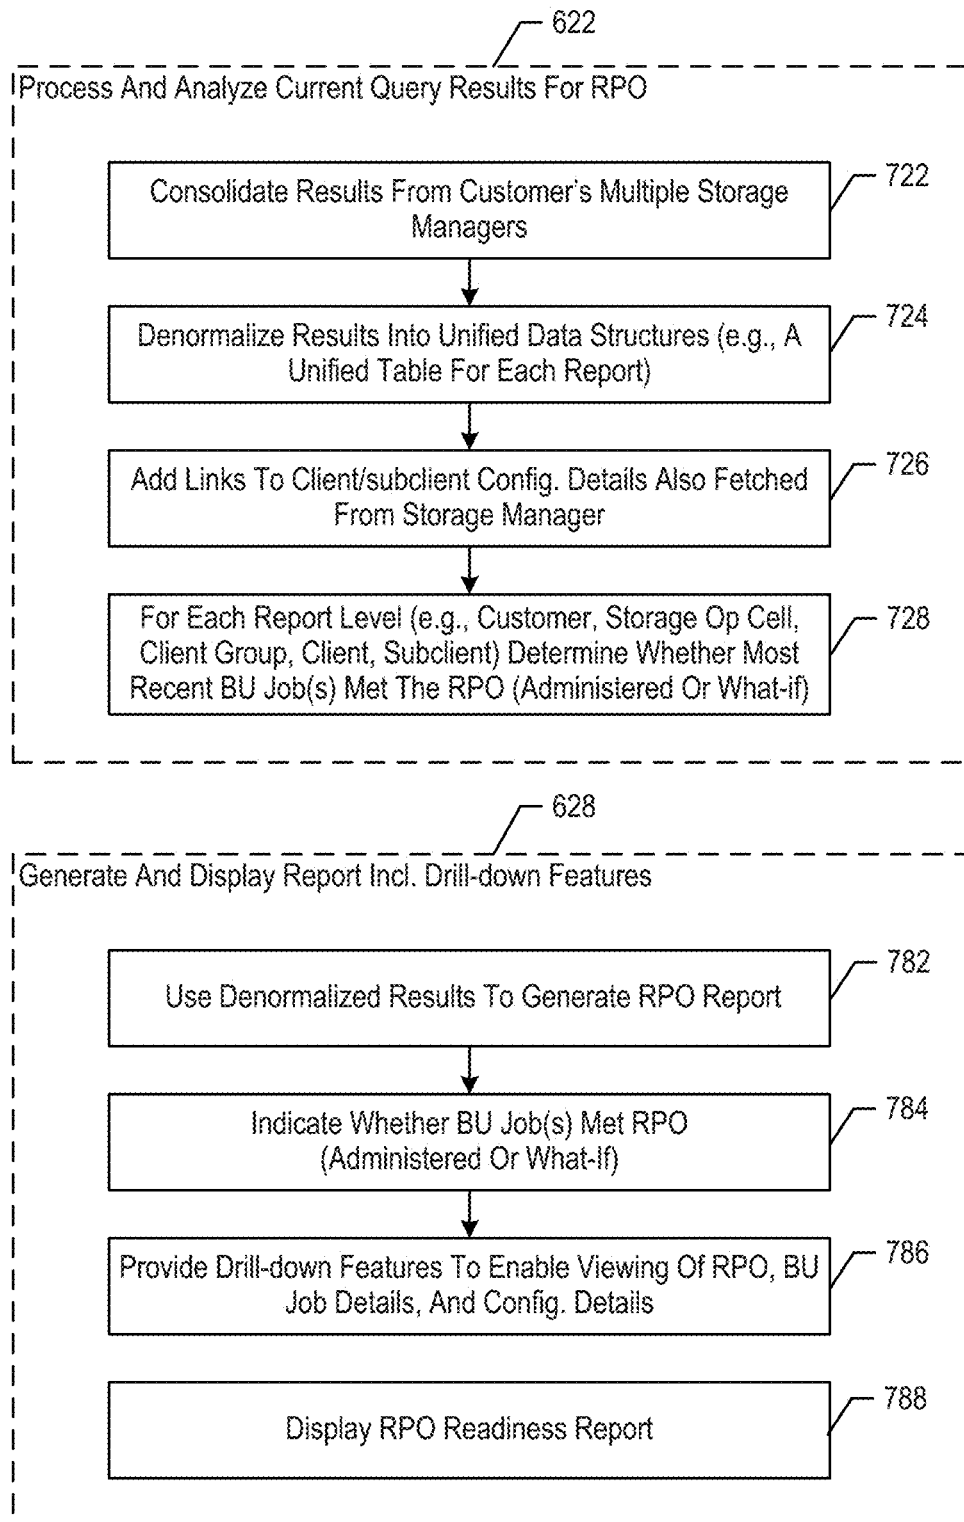 622
Process And Analyze Current Query Results For RPO
Consolidate Results From Customer's Multiple Storage
Managers
722
Denormalize Results Into Unified Data Structures (e.g., A
Unified Table For Each Report)
724
Add Links To Client/subclient Config. Details Also Fetched
From Storage Manager
726
For Each Report Level (e.g., Customer, Storage Op Cell,
Client Group, Client, Subclient) Determine Whether Most
Recent BU Job(s) Met The RPO (Administered Or What-if)
728
628
Generate And Display Report Incl. Drill-down Features
Use Denormalized Results To Generate RPO Report
782
Indicate Whether BU Job(s) Met RPO
(Administered Or What-If)
784
Provide Drill-down Features To Enable Viewing Of RPO, BU
Job Details, And Config. Details
786
Display RPO Readiness Report
788